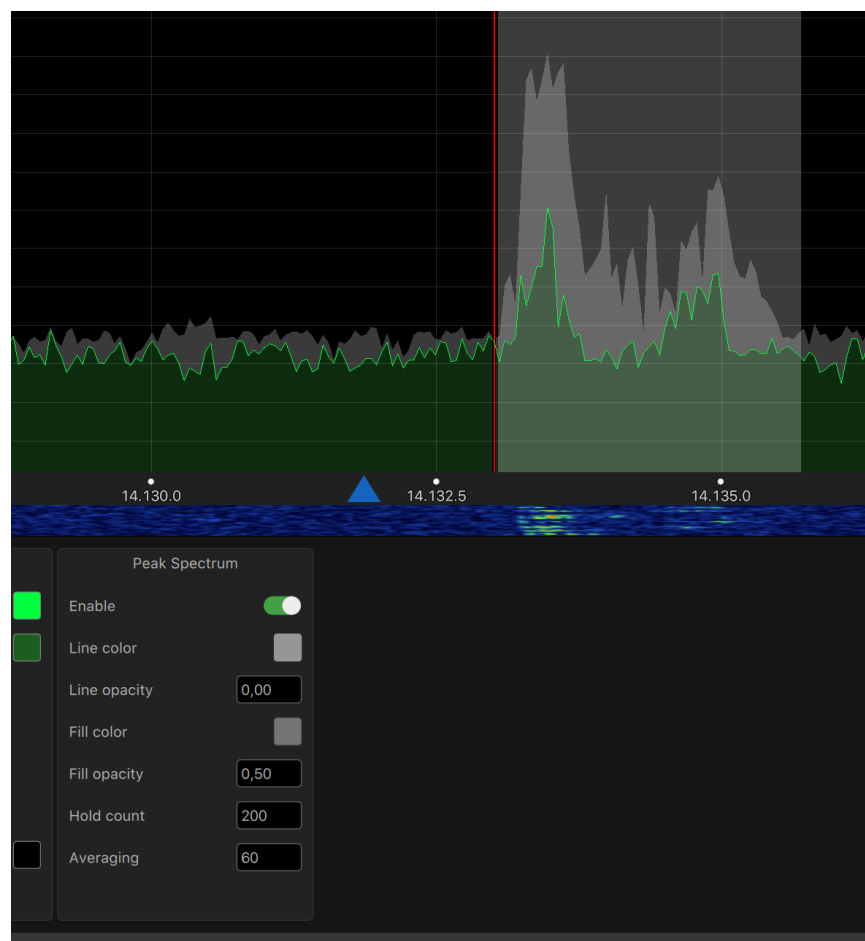 14.130.0 14.132.5 14.135.0
Peak Spectrum
Enable
Line color
Line opacity 0,00
Fill color
Fill opacity 0,50
Hold count 200
Averaging 60